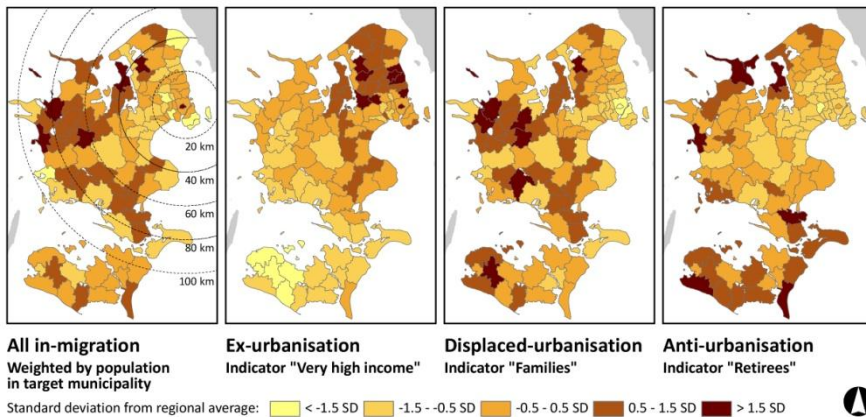 20 km
40 km
60 km
80 km
100 km
All in-migration
Weighted by population
in target municipality
Ex-urbanisation
Indicator "Very high income"
Displaced-urbanisation
Indicator "Families"
Anti-urbanisation
Indicator "Retirees"
Standard deviation from regional average: < -1.5 SD -1.5 - -0.5 SD -0.5 - 0.5 SD 0.5 - 1.5 SD > 1.5 SD